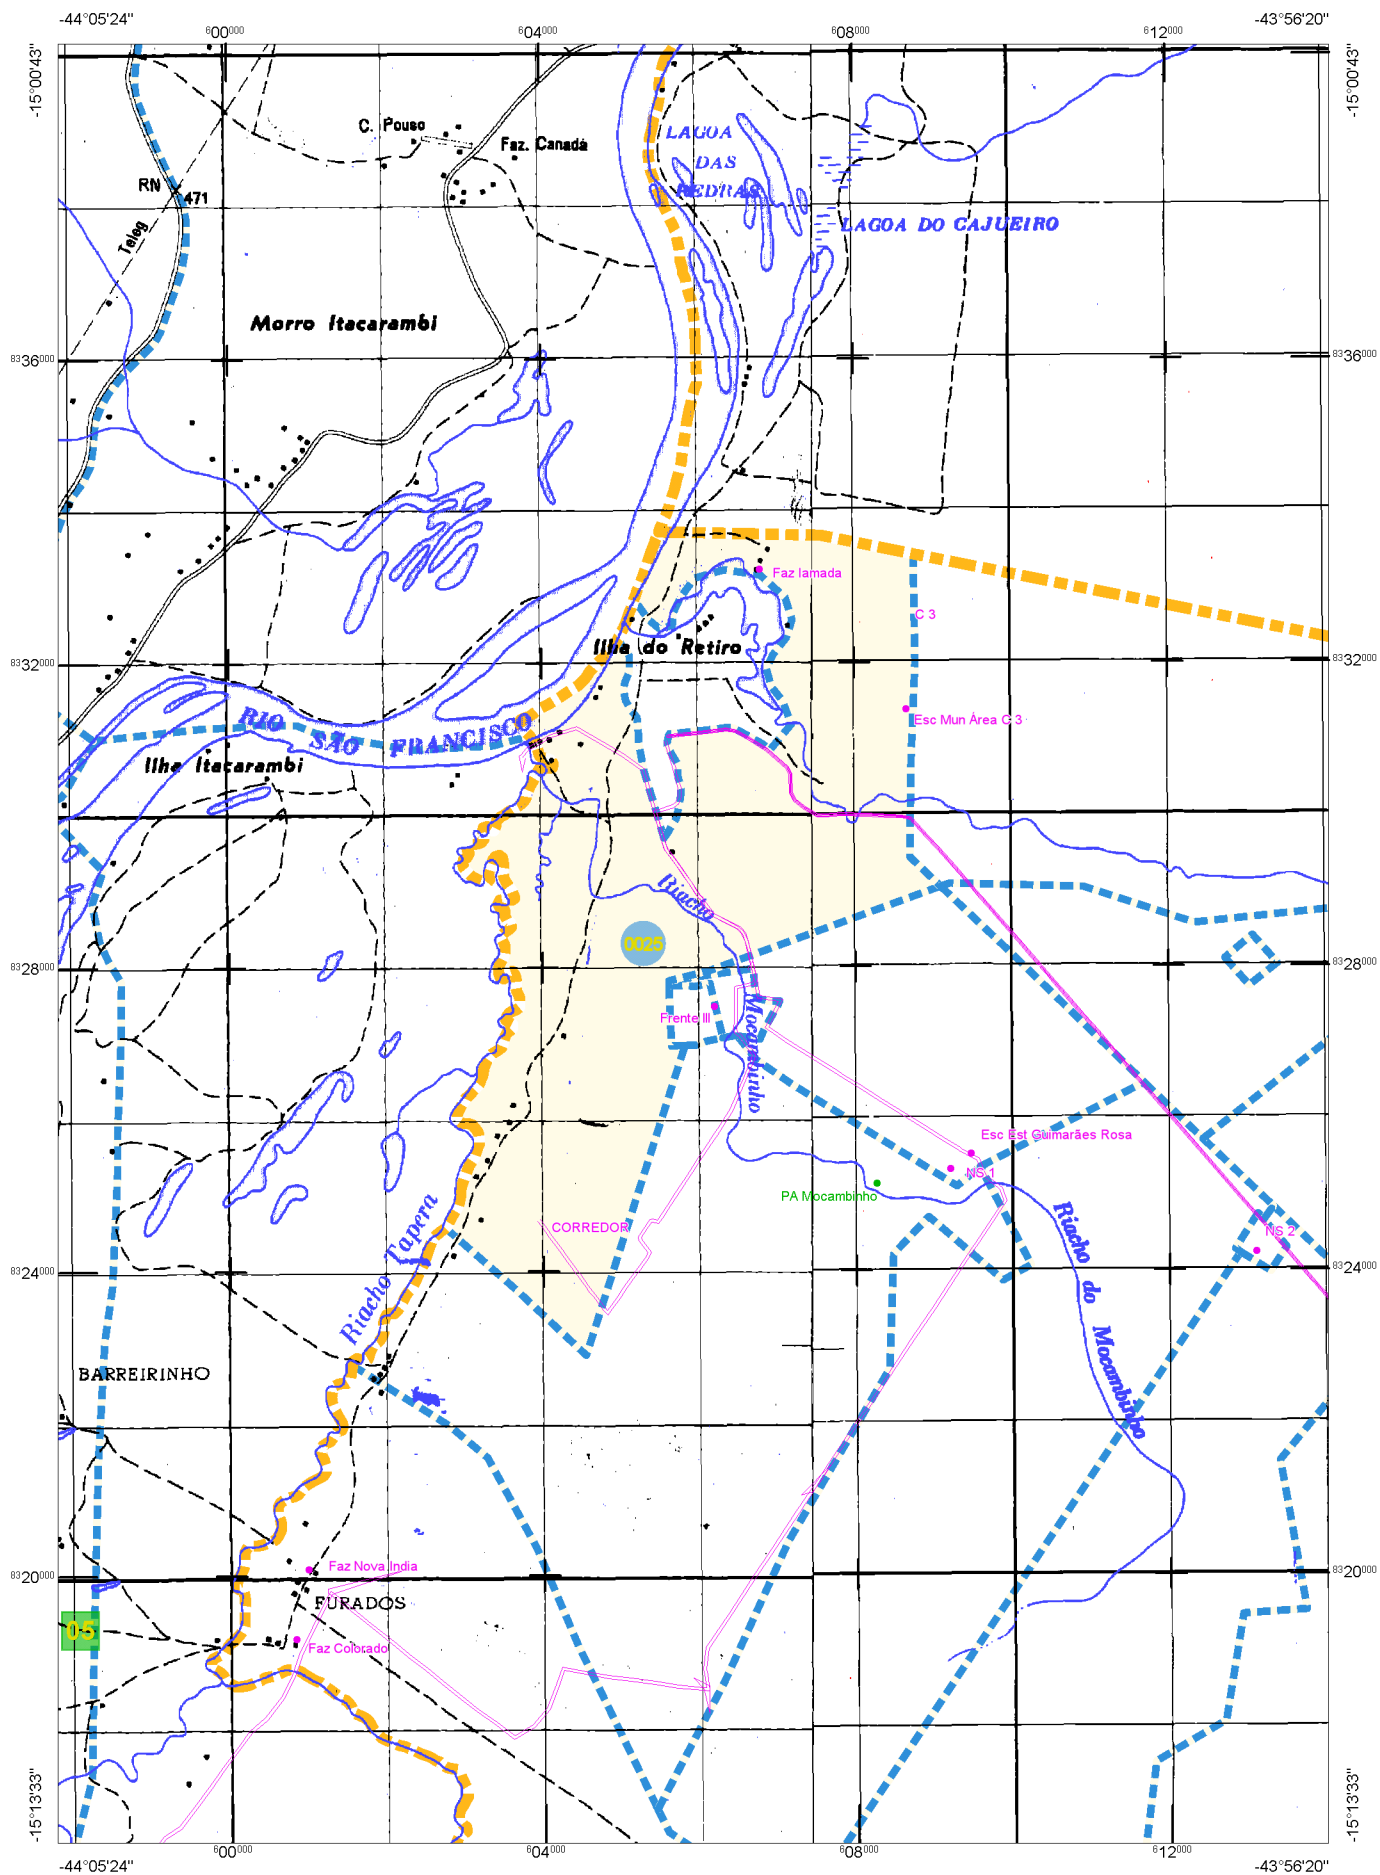 -44°05'24"
-43°56'20"
600000
604000
608000
612000
-15°00'43"
-15°00'43"
C. Pouso
Faz. Canadá
LAGOA
DAS
PEDRAS
RN
471
Teleg
LAGOA DO CAJUEIRO
Morro Itacarambi
8336000
8336000
Faz Iamada
C 3
Ilha do Retiro
8332000
8332000
RIO
SÃO
FRANCISCO
Esc Mun Área C 3
Ilha Itacarambi
Riacho
0025
8328000
8328000
Frente III
Mocambinho
Esc Est Guimarães Rosa
NS 1
PA Mocambinho
Riacho Tapera
CORREDOR
Riacho do Mocambinho
NS 2
8324000
8324000
BARREIRINHO
Faz Nova India
8320000
8320000
FURADOS
05
Faz Colorado
-15°13'33"
-15°13'33"
600000
604000
608000
612000
-44°05'24"
-43°56'20"